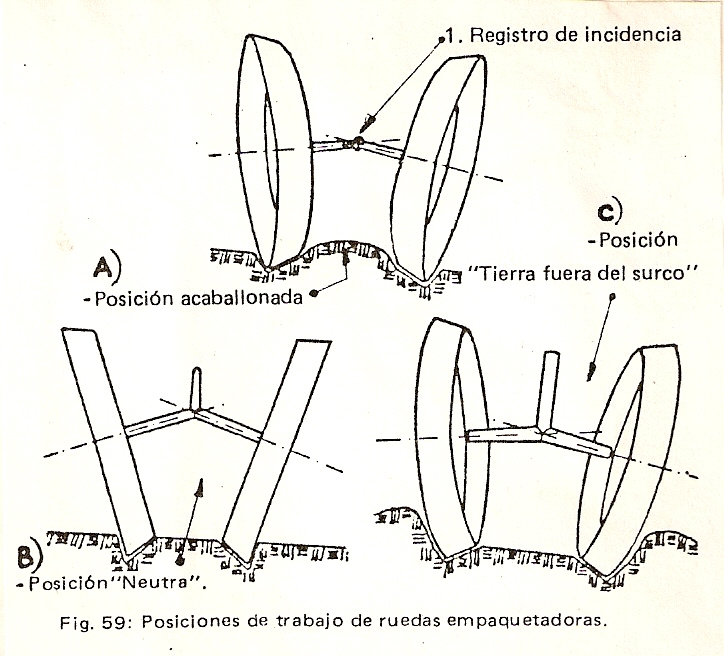 1. Registro de incidencia
C)
-Posición
"Tierra fuera del surco"
A)
-Posición acaballonada
B)
-Posición"Neutra".
Fig. 59: Posiciones de trabajo de ruedas empaquetadoras.